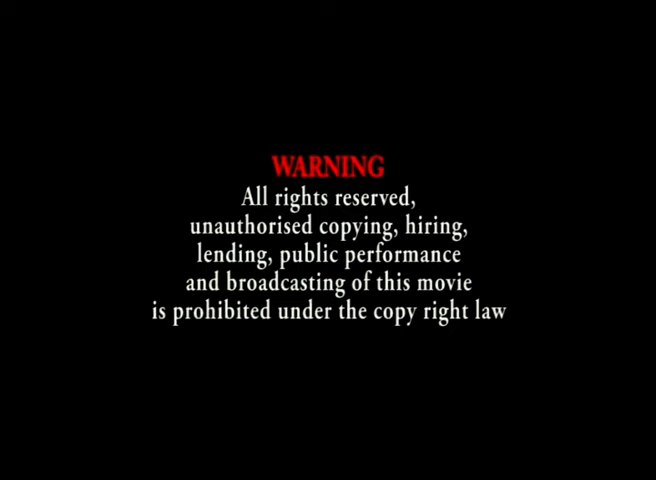 WARNING
All rights reserved,
unauthorised copying, hiring,
lending, public performance
and broadcasting of this movie
is prohibited under the copy right law